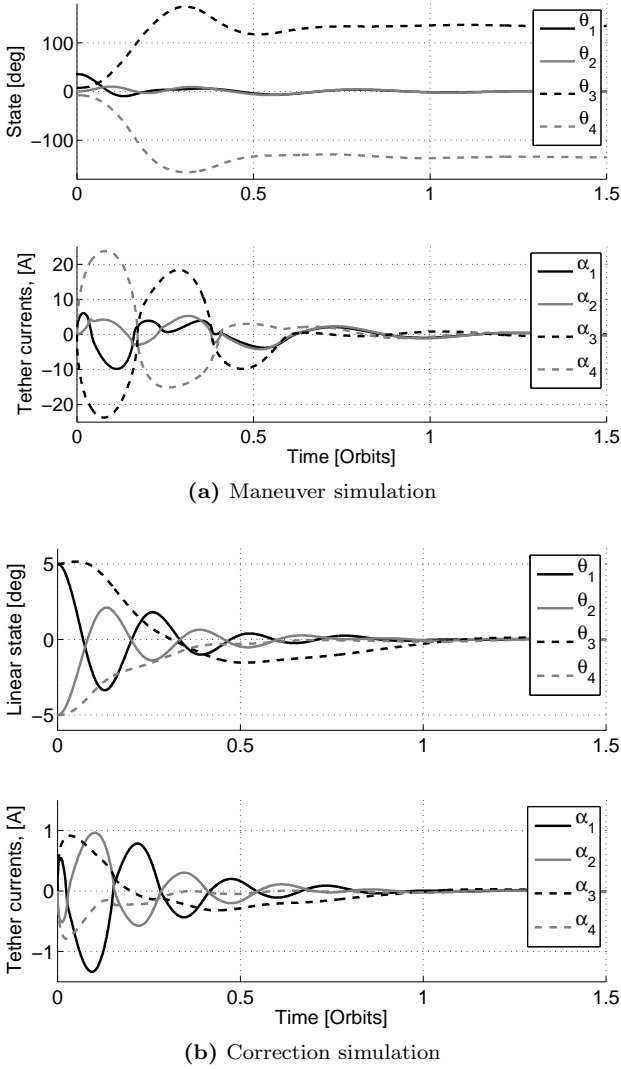 State [deg]
100
0
−100
0
0.5
1
1.5
θ1
θ2
θ3
θ4
Tether currents, [A]
20
10
0
−10
−20
0
0.5
1
1.5
Time [Orbits]
α1
α2
α3
α4
(a) Maneuver simulation
Linear state [deg]
5
0
−5
0
0.5
1
1.5
θ1
θ2
θ3
θ4
Tether currents, [A]
1
0
−1
0
0.5
1
1.5
Time [Orbits]
α1
α2
α3
α4
(b) Correction simulation